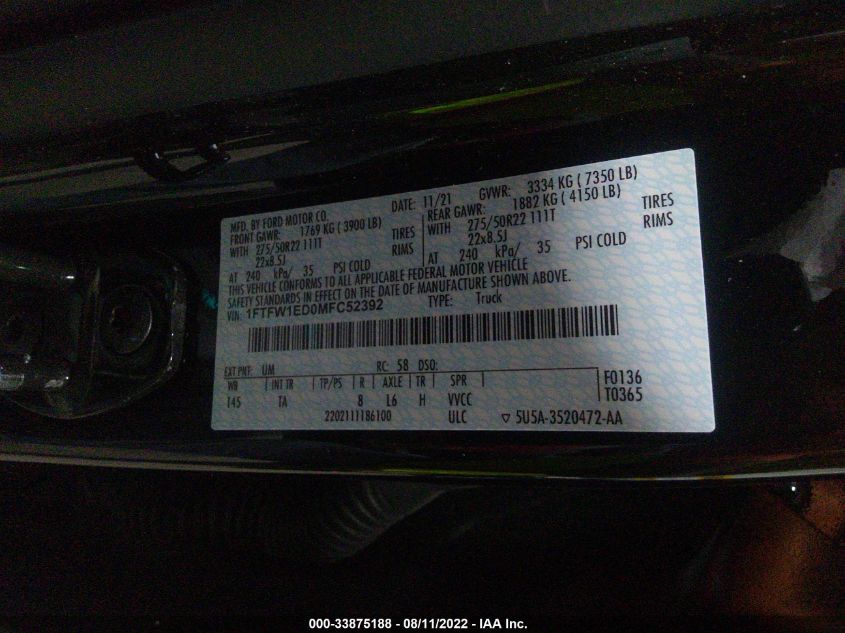 MFD. BY FORD MOTOR CO.
DATE: 11/21 GVWR: 3334 KG ( 7350 LB)
FRONT GAWR: 1769 KG ( 3900 LB)
REAR GAWR: 1882 KG ( 4150 LB)
WITH 275/50R22 111T TIRES
WITH 275/50R22 111T TIRES
22x8.5J RIMS
22x8.5J RIMS
AT 240 kPa/ 35 PSI COLD
AT 240 kPa/ 35 PSI COLD
THIS VEHICLE CONFORMS TO ALL APPLICABLE FEDERAL MOTOR VEHICLE
SAFETY STANDARDS IN EFFECT ON THE DATE OF MANUFACTURE SHOWN ABOVE.
VIN: 1FTFW1ED0MFC52392 TYPE: Truck
EXT PNT: UM RC: 58 DSO:
WB INT TR TP/PS R AXLE TR SPR F0136
145 TA 8 L6 H VVCC T0365
2202111186100 ULC ▽ 5U5A-3520472-AA
000-33875188 - 08/11/2022 - IAA Inc.